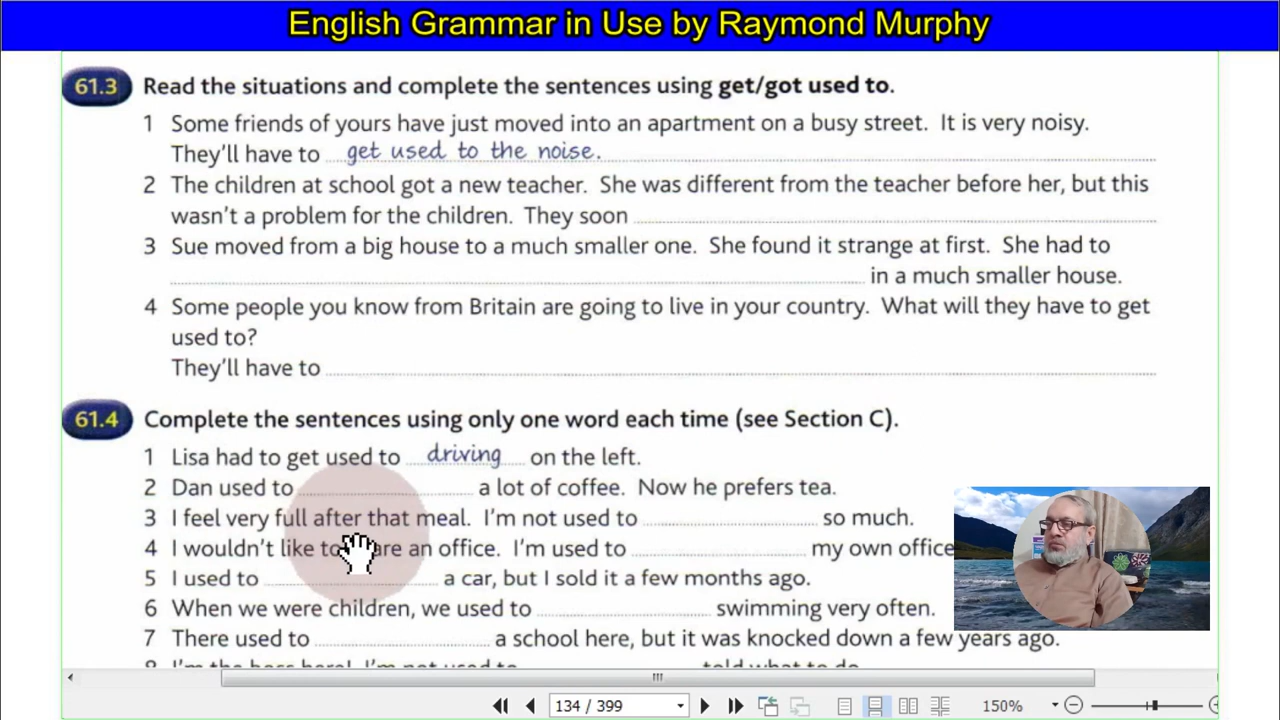 English Grammar in Use by Raymond Murphy
61.3 Read the situations and complete the sentences using get/got used to.
1 Some friends of yours have just moved into an apartment on a busy street. It is very noisy.
They'll have to get used to the noise.
2 The children at school got a new teacher. She was different from the teacher before her, but this
wasn't a problem for the children. They soon
3 Sue moved from a big house to a much smaller one. She found it strange at first. She had to
in a much smaller house.
4 Some people you know from Britain are going to live in your country. What will they have to get
used to?
They'll have to
61.4 Complete the sentences using only one word each time (see Section C).
1 Lisa had to get used to driving on the left.
2 Dan used to a lot of coffee. Now he prefers tea.
3 I feel very full after that meal. I'm not used to so much.
4 I wouldn't like to are an office. I'm used to my own office
5 I used to a car, but I sold it a few months ago.
6 When we were children, we used to swimming very often.
7 There used to a school here, but it was knocked down a few years ago.
8 I'm the boss here! I'm not used to told what to do.
134 / 399
150%